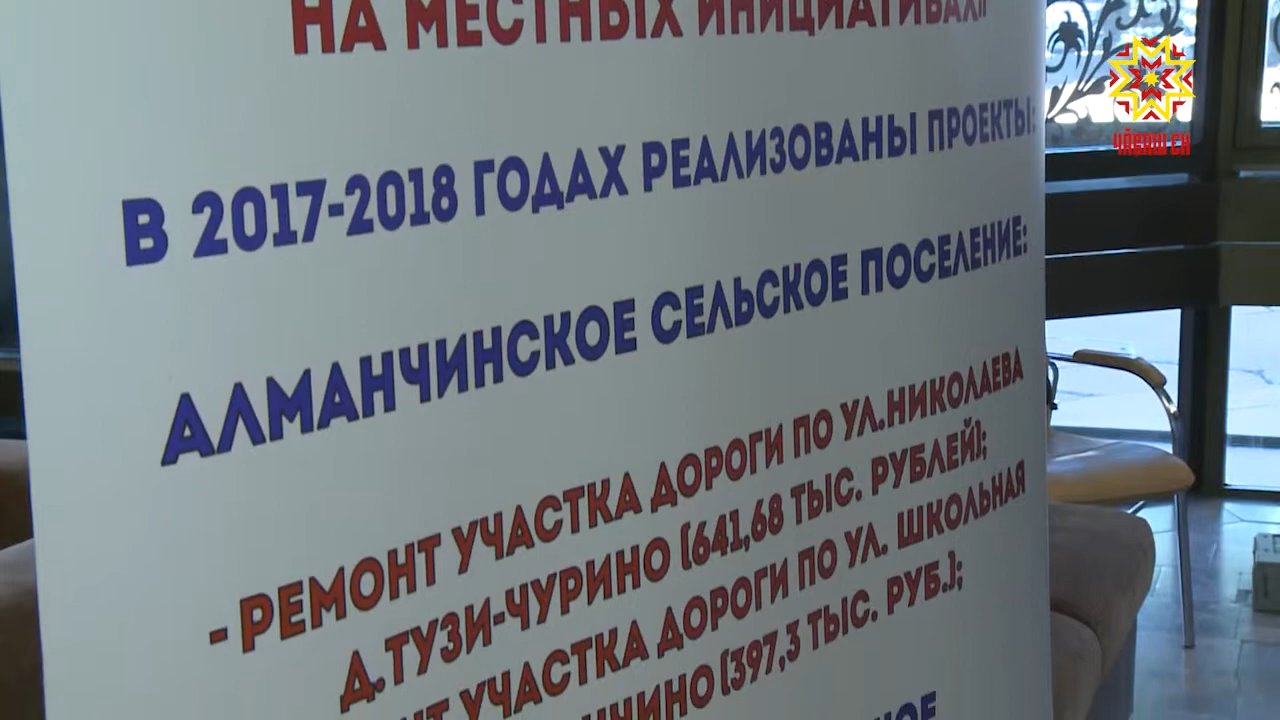 НА МЕСТНЫХ ИНИЦИАТИВАХ»
В 2017-2018 ГОДАХ РЕАЛИЗОВАНЫ ПРОЕКТЫ:
АЛМАНЧИНСКОЕ СЕЛЬСКОЕ ПОСЕЛЕНИЕ:
- РЕМОНТ УЧАСТКА ДОРОГИ ПО УЛ.НИКОЛАЕВА
Д.ТУЗИ-ЧУРИНО (641,68 ТЫС. РУБЛЕЙ);
УЧАСТКА ДОРОГИ ПО УЛ. ШКОЛЬНАЯ
(397,3 ТЫС. РУБ.);
ЧӐВАШ ЕН